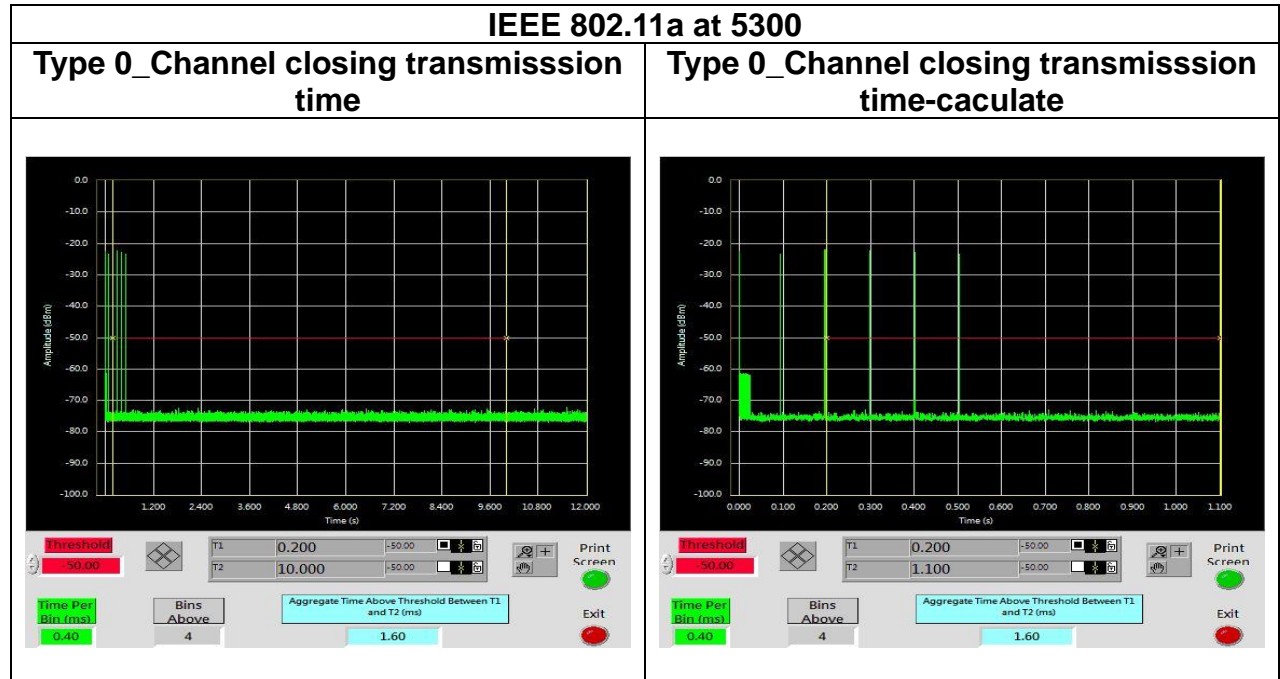 IEEE 802.11a at 5300
Type 0_Channel closing transmisssion
time
Type 0_Channel closing transmisssion
time-caculate
0.0
-10.0
-20.0
-30.0
-40.0
-50.0
-60.0
-70.0
-80.0
-90.0
-100.0
Amplitude (dBm)
1.200 2.400 3.600 4.800 6.000 7.200 8.400 9.600 10.800 12.000
Time (s)
Threshold
-50.00
T1 0.200 -50.00
T2 10.000 -50.00
Print
Screen
Time Per
Bin (ms)
0.40
Bins
Above
4
Aggregate Time Above Threshold Between T1
and T2 (ms)
1.60
Exit
0.0
-10.0
-20.0
-30.0
-40.0
-50.0
-60.0
-70.0
-80.0
-90.0
-100.0
Amplitude (dBm)
0.000 0.100 0.200 0.300 0.400 0.500 0.600 0.700 0.800 0.900 1.000 1.100
Time (s)
Threshold
-50.00
T1 0.200 -50.00
T2 1.100 -50.00
Print
Screen
Time Per
Bin (ms)
0.40
Bins
Above
4
Aggregate Time Above Threshold Between T1
and T2 (ms)
1.60
Exit